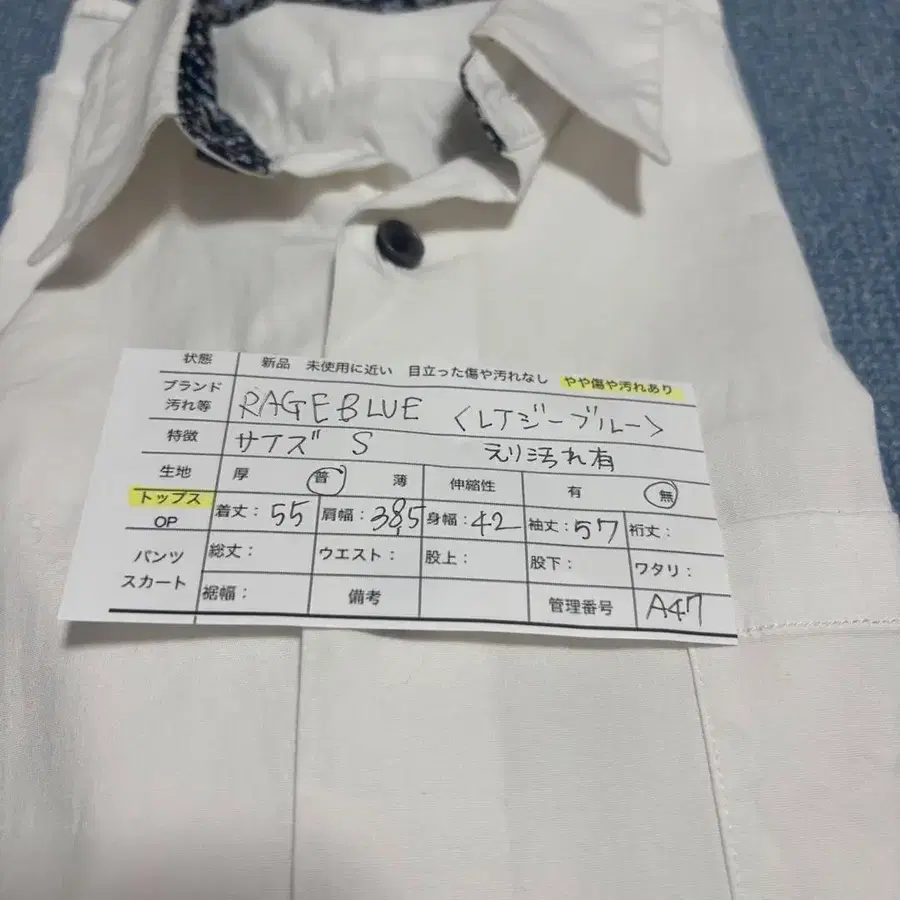 状態 新品 未使用に近い 目立った傷や汚れなし やや傷や汚れあり
ブランド
汚れ等 RAGEBLUE 〈レイジーブルー〉
特徴 サイズ S えり汚れ有
生地 厚 普 薄 伸縮性 有 無
トップス
OP 着丈: 55 肩幅: 38,5 身幅: 42 袖丈: 57 裄丈:
パンツ
スカート 総丈: ウエスト: 股上: 股下: ワタリ:
裾幅: 備考 管理番号 A47